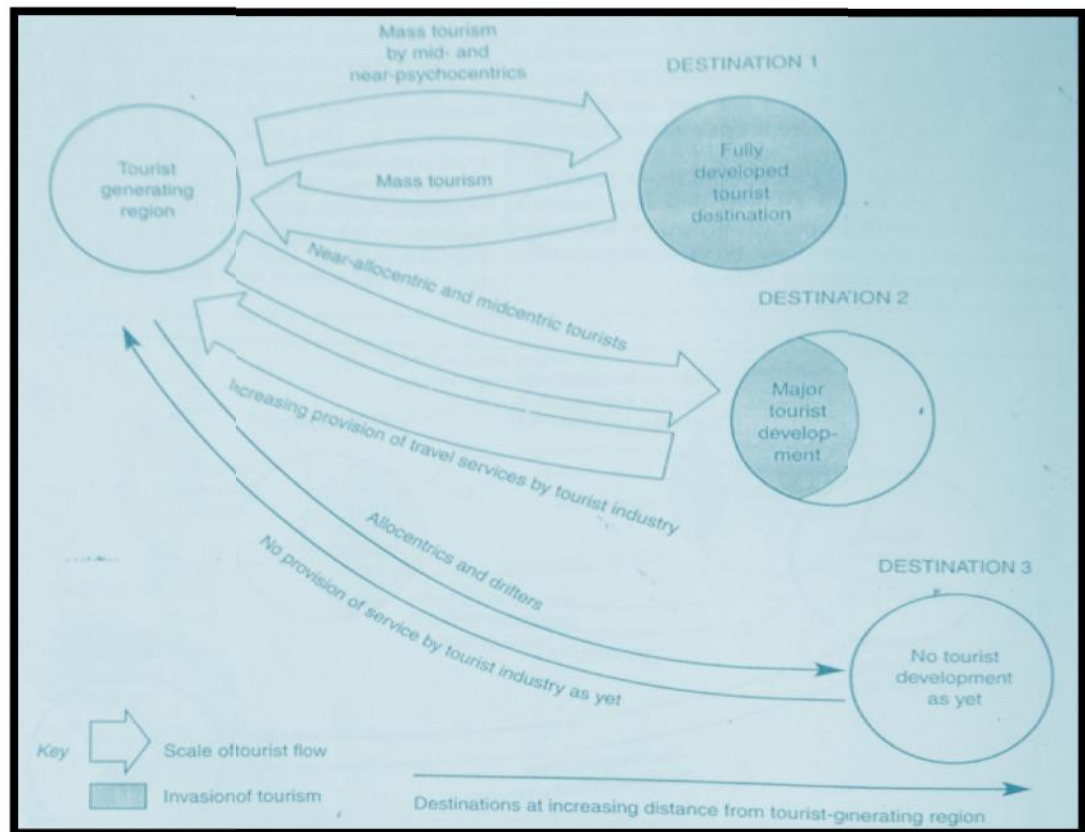 Mass tourism
by mid- and
near-psychocentrics
DESTINATION 1
Tourist
generating
region
Mass tourism
Fully
developed
tourist
destination
Near-allocentric and midcentric tourists
DESTINATION 2
Major
tourist
develop-
ment
Increasing provision of travel services by tourist industry
Allocentrics and drifters
No provision of service by tourist industry as yet
DESTINATION 3
No tourist
development
as yet
Key
Scale oftourist flow
Invasionof tourism
Destinations at increasing distance from tourist-ginerating region